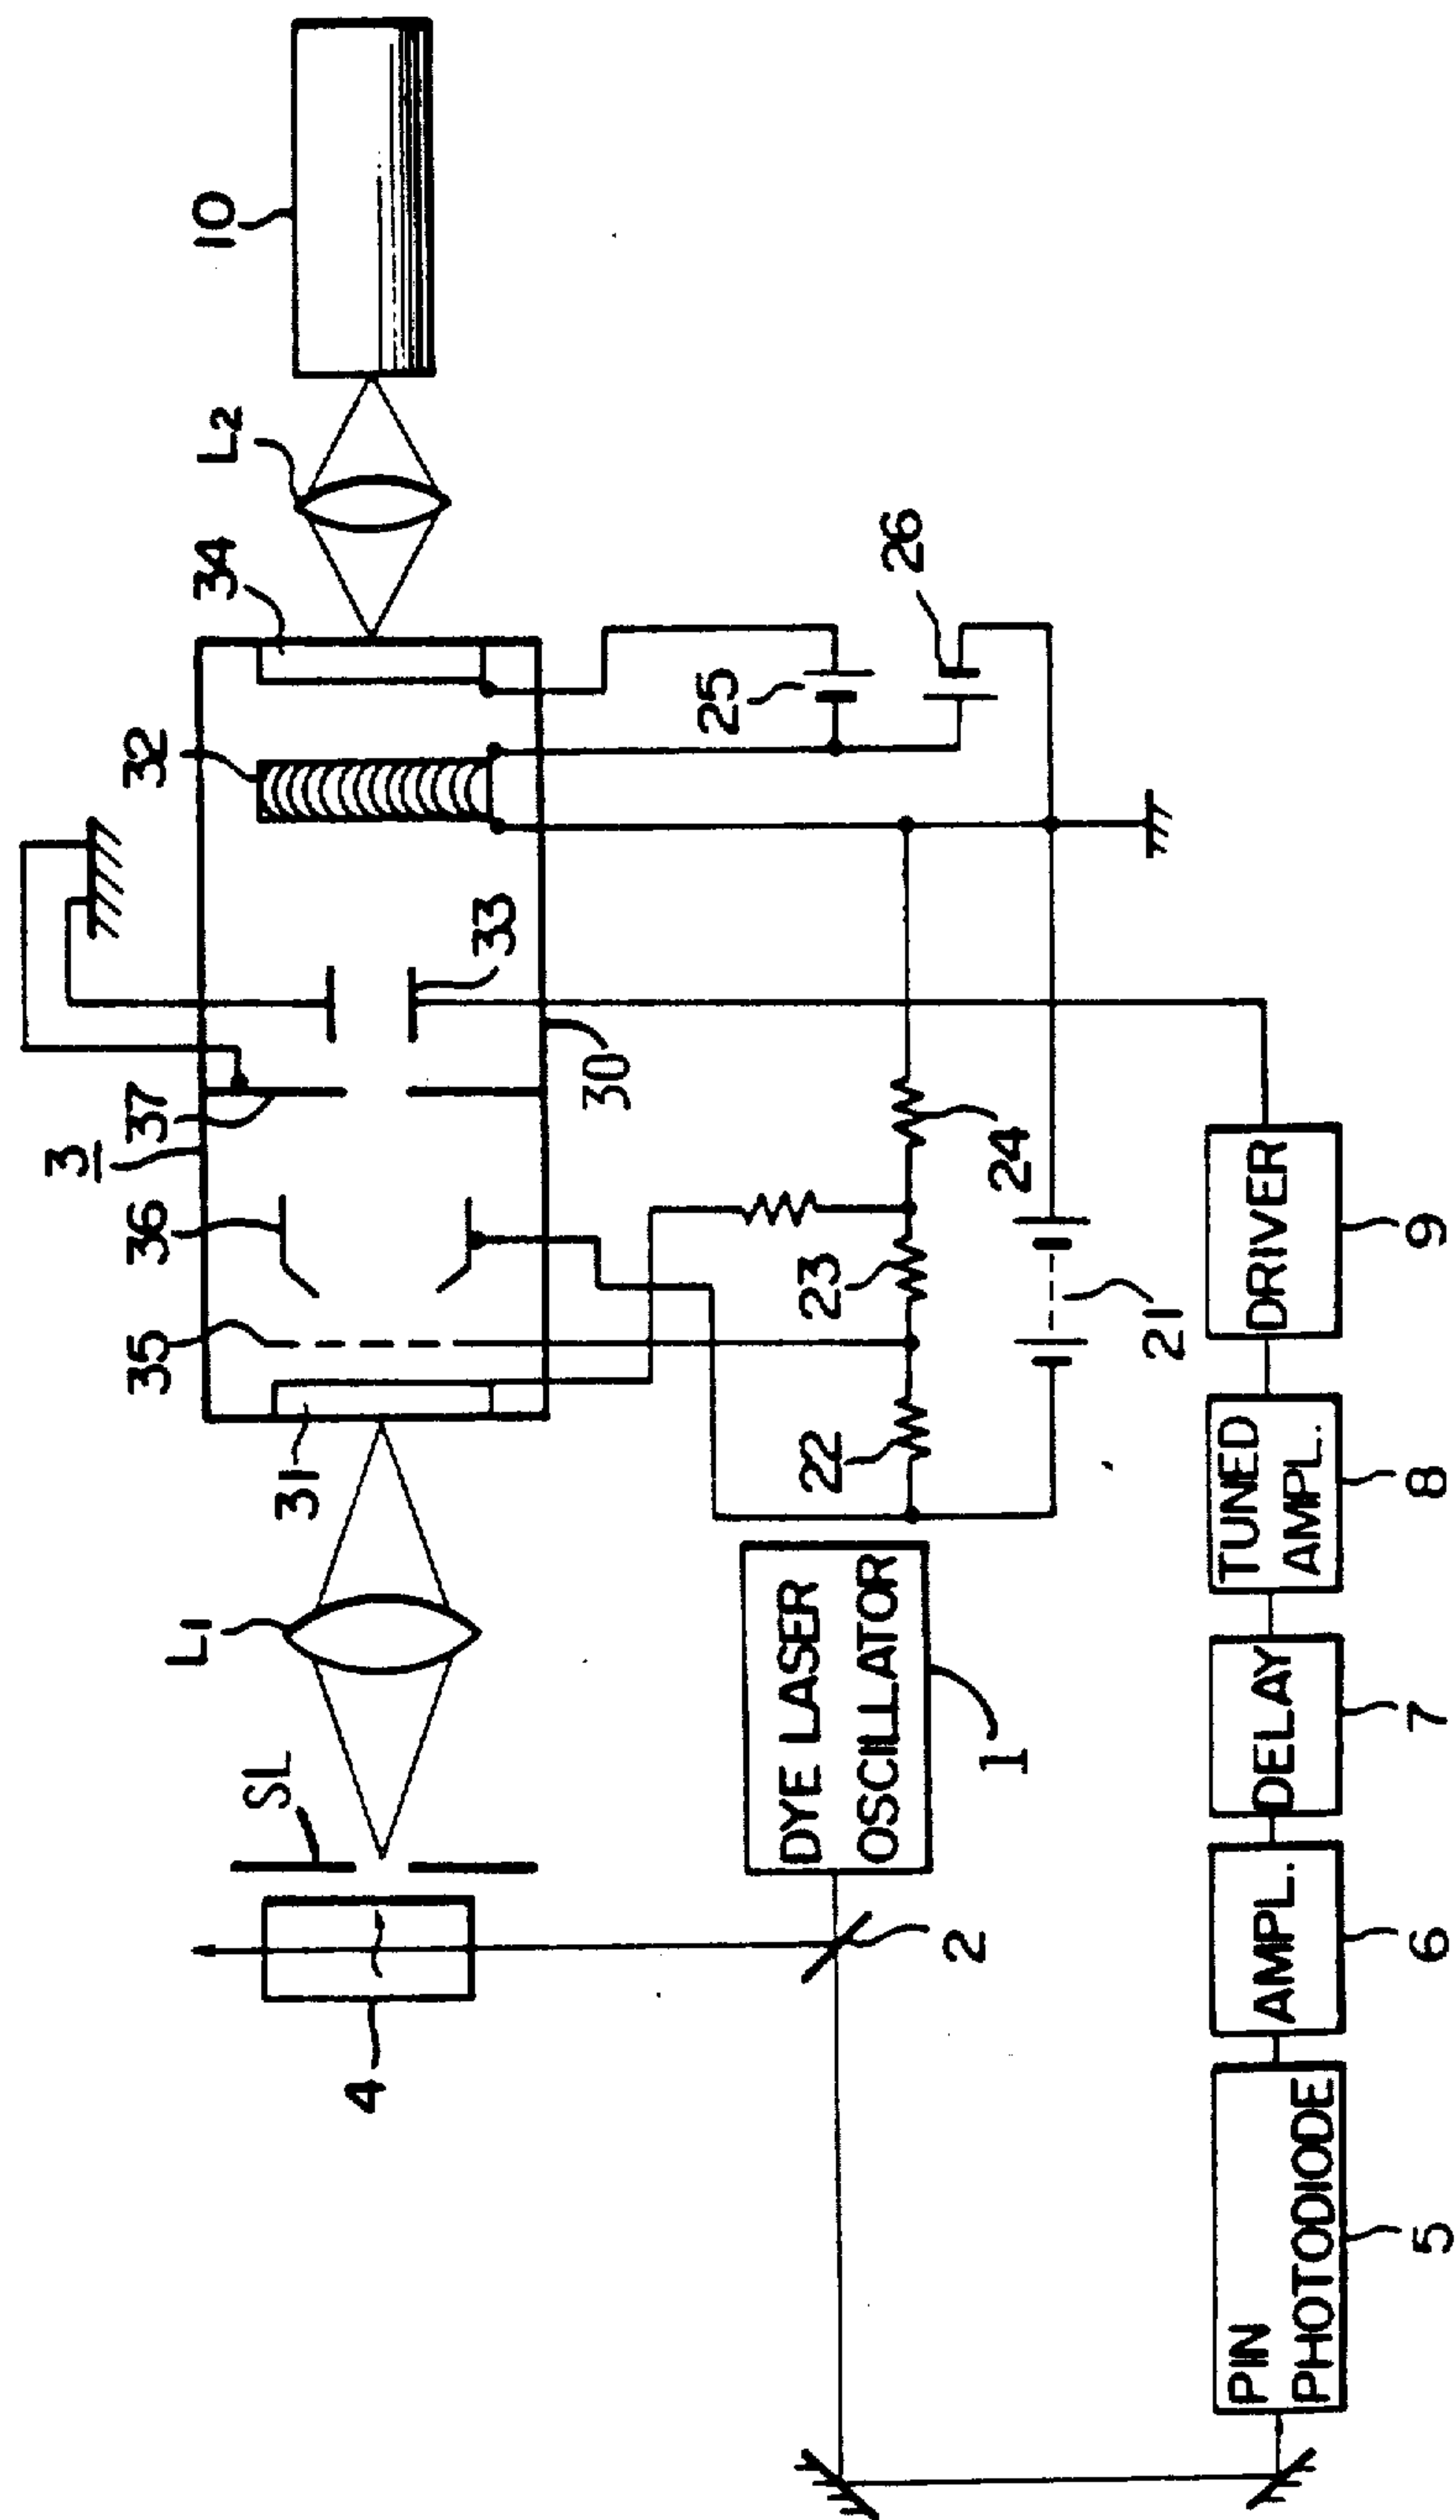 3
35 36 37 32
L1 34 L2 10
SL 31
4
33
30
25
DYE LASER
OSCILLATOR
22 23 26
2 1 24
21
PIN
PHOTODIODE
AMPL.
DELAY
TUNED
AMPL.
DRIVER
5 6 7 8 9